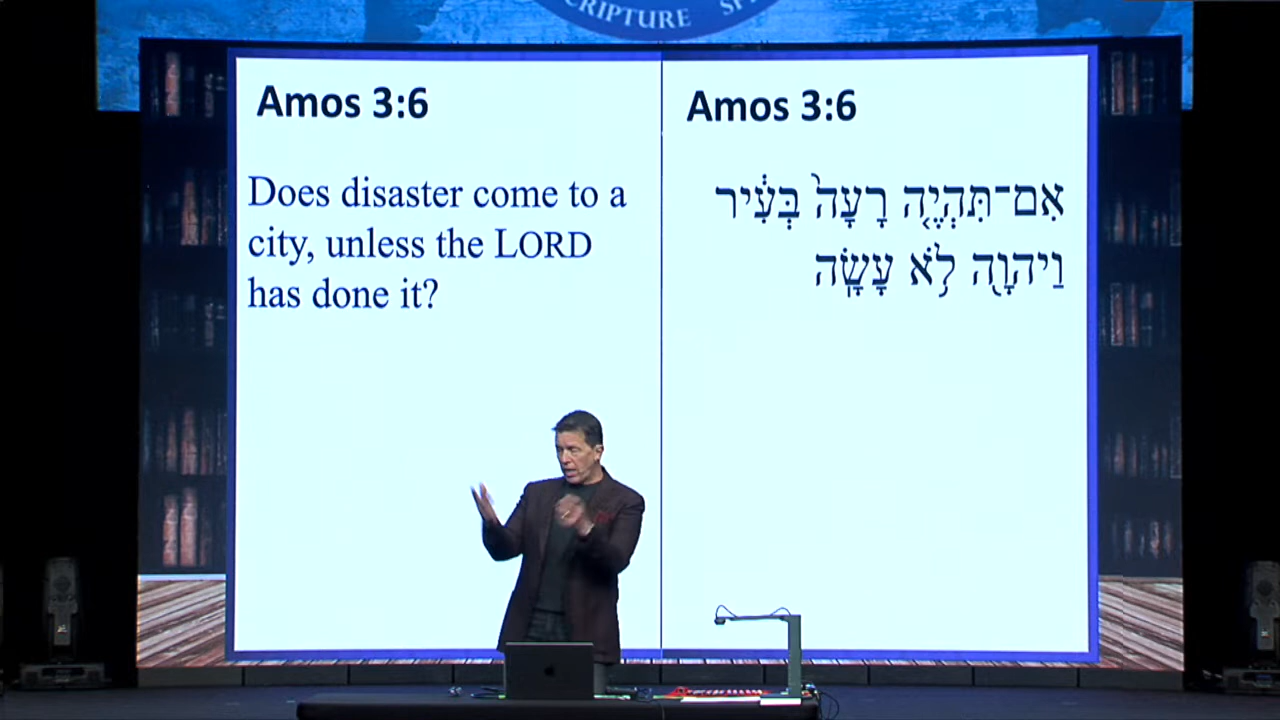 SCRIPTURE
Amos 3:6
Does disaster come to a
city, unless the LORD
has done it?
Amos 3:6
אִם־תִּהְיֶ֤ה רָעָה֙ בְּעִ֔יר
וַיהוָ֖ה לֹ֥א עָשָֽׂה